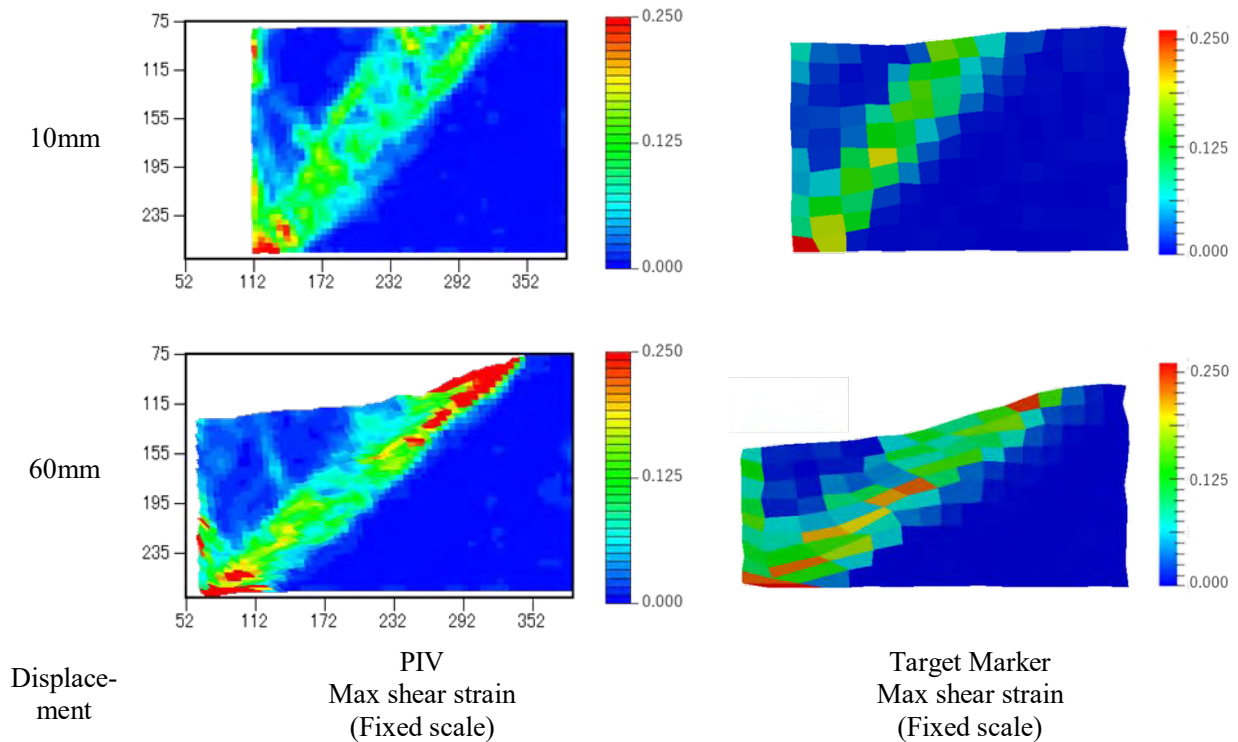 75
115
155
195
235
52 112 172 232 292 352
0.250
0.125
0.000
0.250
0.125
0.000
10mm
75
115
155
195
235
52 112 172 232 292 352
0.250
0.125
0.000
0.250
0.125
0.000
60mm
Displace-
ment
PIV
Max shear strain
(Fixed scale)
Target Marker
Max shear strain
(Fixed scale)